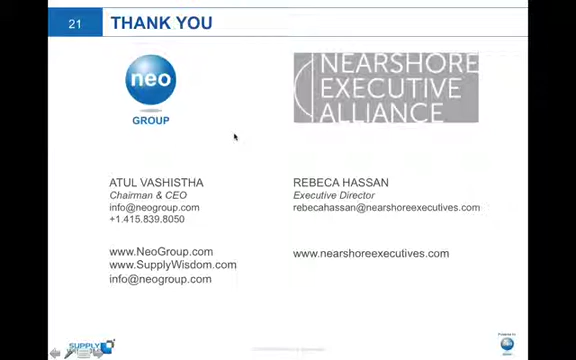 21
THANK YOU
neo
GROUP
NEARSHORE
EXECUTIVE
ALLIANCE
ATUL VASHISTHA
Chairman & CEO
info@neogroup.com
+1.415.839.8050
www.NeoGroup.com
www.SupplyWisdom.com
info@neogroup.com
REBECA HASSAN
Executive Director
rebecahassan@nearshoreexecutives.com
www.nearshoreexecutives.com
SUPPLY